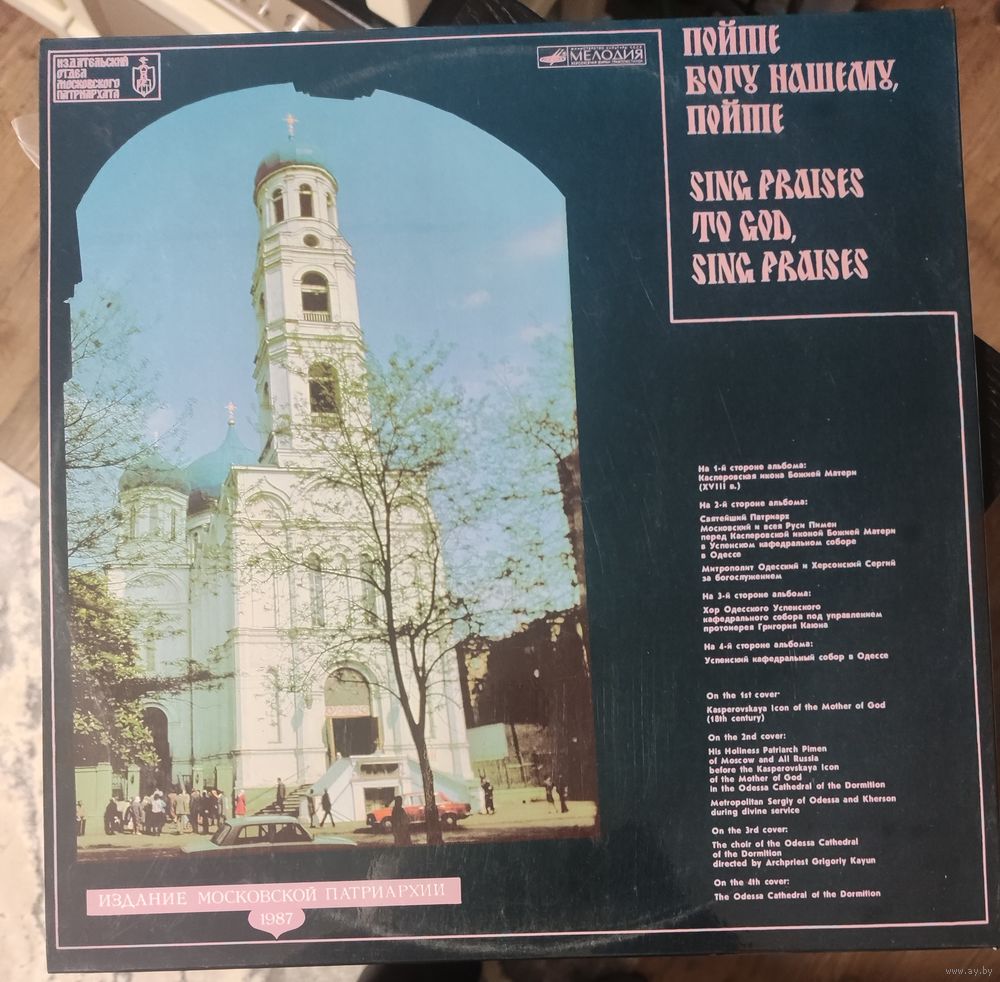 ИЗДАТЕЛЬСКИЙ
ОТДЕЛ
МОСКОВСКОГО
ПАТРИАРХАТА
МИНИСТЕРСТВО КУЛЬТУРЫ СССР
МЕЛОДИЯ
ПОЙТЕ
БОГУ НАШЕМУ,
ПОЙТЕ
SING PRAISES
TO GOD,
SING PRAISES
На 1-й стороне альбома:
Касперовская икона Божией Матери
(XVIII в.)
На 2-й стороне альбома:
Святейший Патриарх
Московский и всея Руси Пимен
перед Касперовской иконой Божией Матери
в Успенском кафедральном соборе
в Одессе
Митрополит Одесский и Херсонский Сергий
за богослужением
На 3-й стороне альбома:
Хор Одесского Успенского
кафедрального собора под управлением
протоиерея Григория Каюна
На 4-й стороне альбома:
Успенский кафедральный собор в Одессе
On the 1st cover:
Kasperovskaya Icon of the Mother of God
(18th century)
On the 2nd cover:
His Holiness Patriarch Pimen
of Moscow and All Russia
before the Kasperovskaya Icon
of the Mother of God
in the Odessa Cathedral of the Dormition
Metropolitan Sergiy of Odessa and Kherson
during divine service
On the 3rd cover:
The choir of the Odessa Cathedral
of the Dormition
directed by Archpriest Grigoriy Kayun
On the 4th cover:
The Odessa Cathedral of the Dormition
ИЗДАНИЕ МОСКОВСКОЙ ПАТРИАРХИИ
1987
www.ay.by